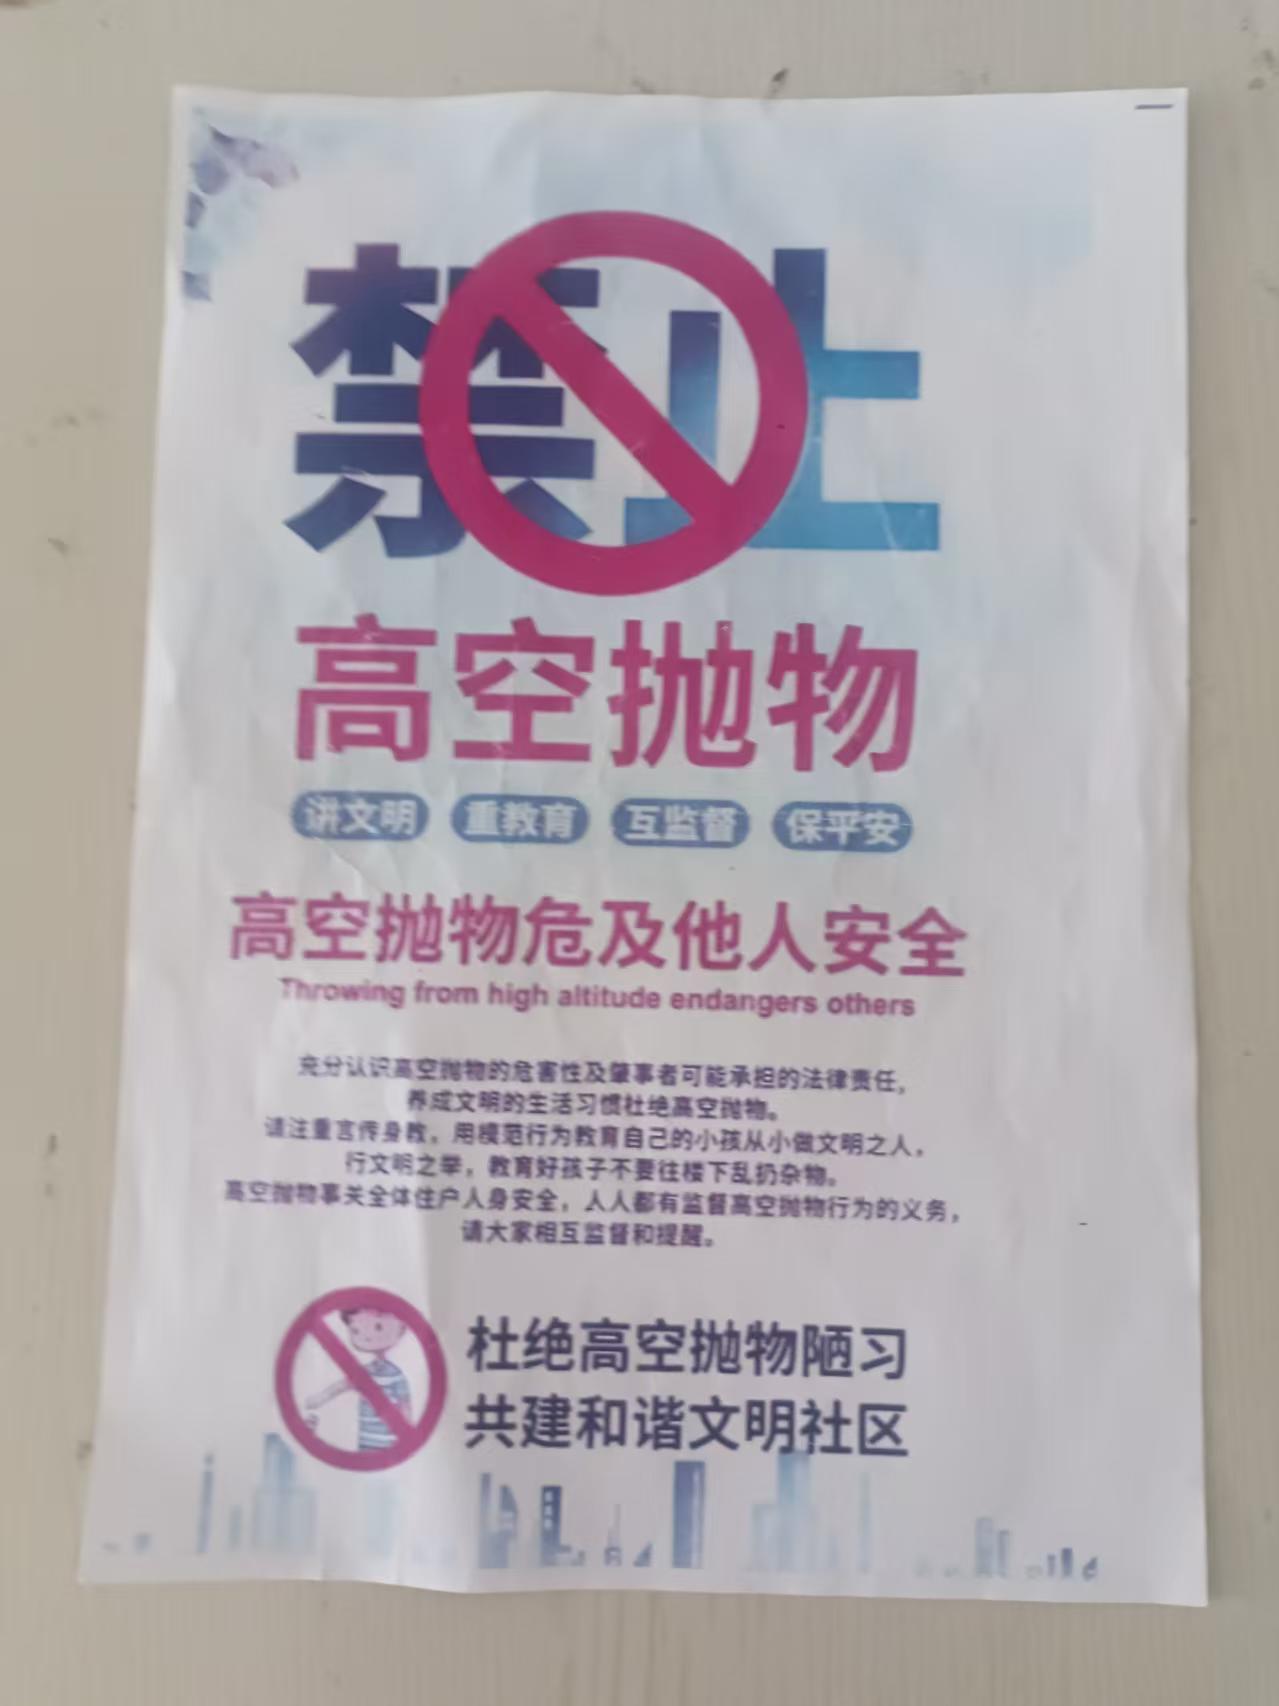 禁止
高空抛物
讲文明 重教育 互监督 保平安
高空抛物危及他人安全
Throwing from high altitude endangers others
充分认识高空抛物的危害性及肇事者可能承担的法律责任,
养成文明的生活习惯杜绝高空抛物。
请注重言传身教,用模范行为教育自己的小孩从小做文明之人,
行文明之举,教育好孩子不要往楼下乱扔杂物。
高空抛物事关全体住户人身安全,人人都有监督高空抛物行为的义务,
请大家相互监督和提醒。
杜绝高空抛物陋习
共建和谐文明社区